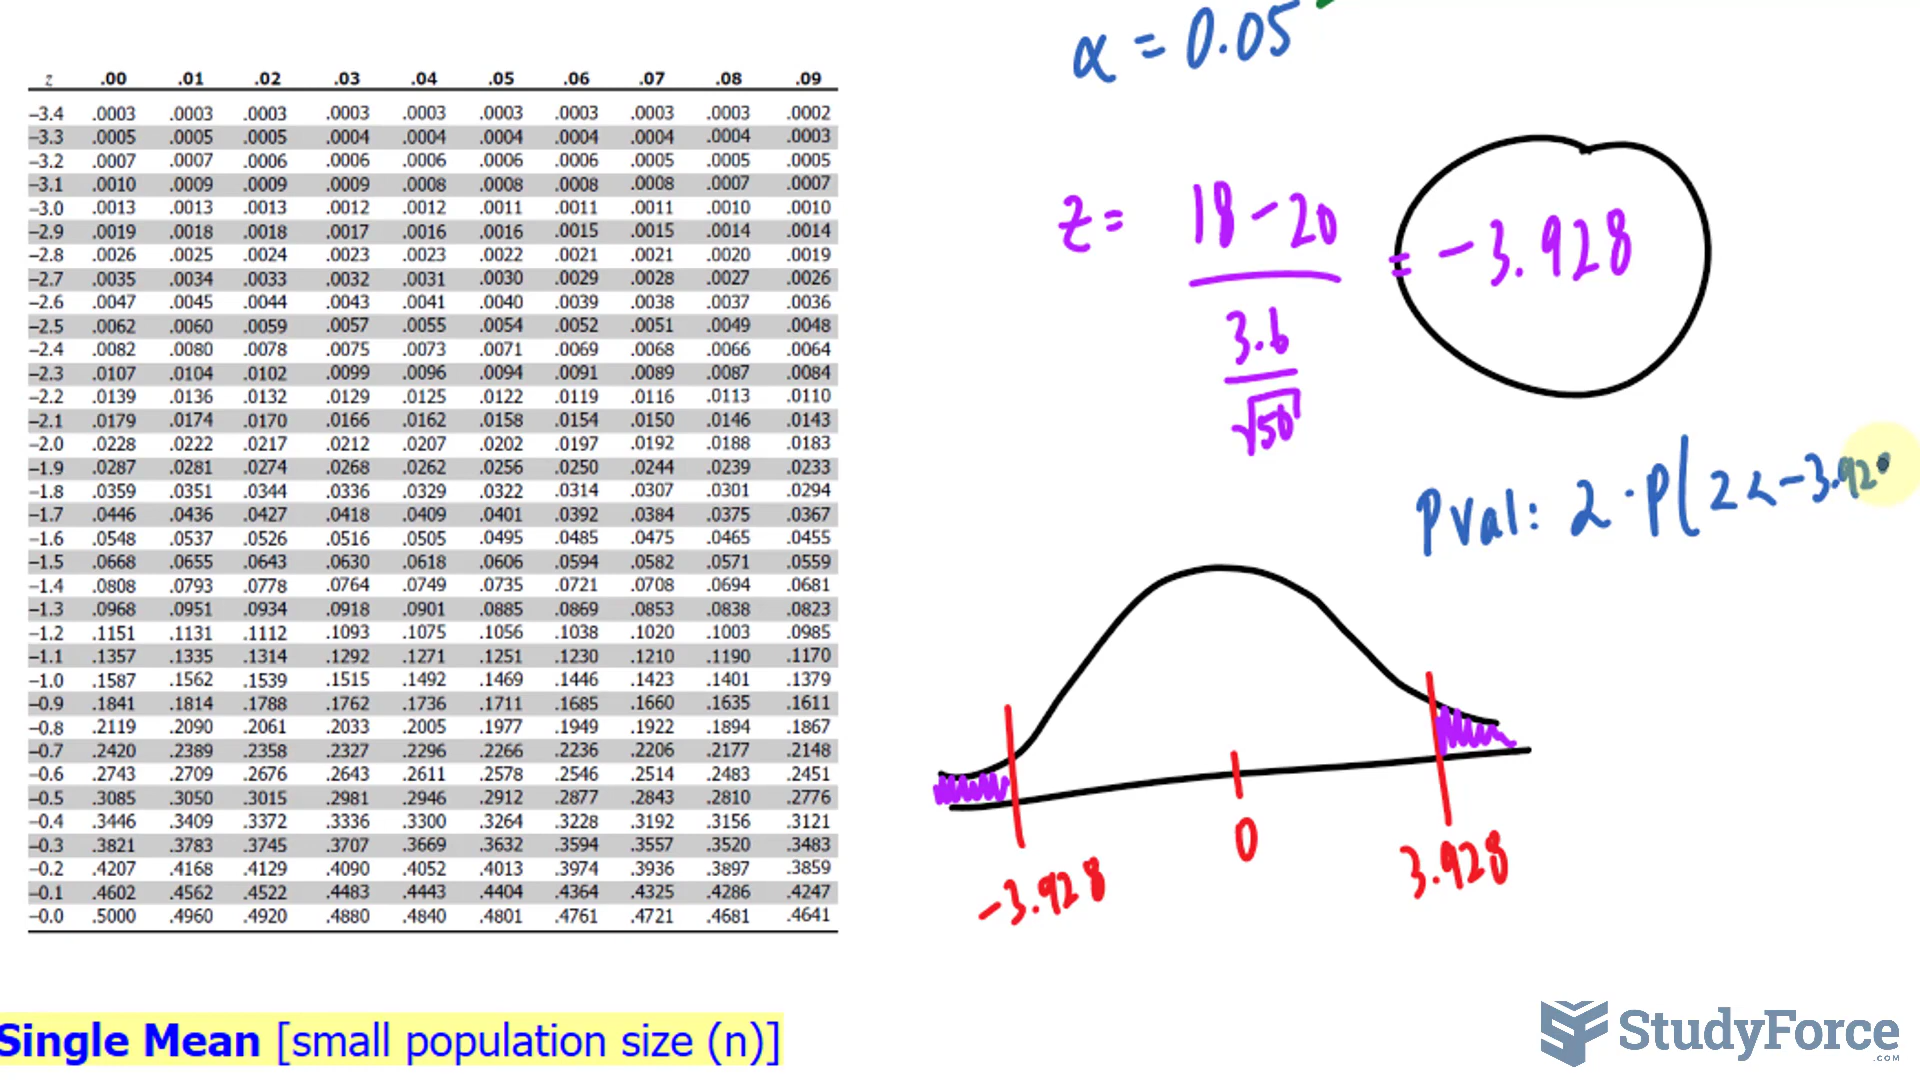 z .00 .01 .02 .03 .04 .05 .06 .07 .08 .09
−3.4 .0003 .0003 .0003 .0003 .0003 .0003 .0003 .0003 .0003 .0002
−3.3 .0005 .0005 .0005 .0004 .0004 .0004 .0004 .0004 .0004 .0003
−3.2 .0007 .0007 .0006 .0006 .0006 .0006 .0006 .0005 .0005 .0005
−3.1 .0010 .0009 .0009 .0009 .0008 .0008 .0008 .0008 .0007 .0007
−3.0 .0013 .0013 .0013 .0012 .0012 .0011 .0011 .0011 .0010 .0010
−2.9 .0019 .0018 .0018 .0017 .0016 .0016 .0015 .0015 .0014 .0014
−2.8 .0026 .0025 .0024 .0023 .0023 .0022 .0021 .0021 .0020 .0019
−2.7 .0035 .0034 .0033 .0032 .0031 .0030 .0029 .0028 .0027 .0026
−2.6 .0047 .0045 .0044 .0043 .0041 .0040 .0039 .0038 .0037 .0036
−2.5 .0062 .0060 .0059 .0057 .0055 .0054 .0052 .0051 .0049 .0048
−2.4 .0082 .0080 .0078 .0075 .0073 .0071 .0069 .0068 .0066 .0064
−2.3 .0107 .0104 .0102 .0099 .0096 .0094 .0091 .0089 .0087 .0084
−2.2 .0139 .0136 .0132 .0129 .0125 .0122 .0119 .0116 .0113 .0110
−2.1 .0179 .0174 .0170 .0166 .0162 .0158 .0154 .0150 .0146 .0143
−2.0 .0228 .0222 .0217 .0212 .0207 .0202 .0197 .0192 .0188 .0183
−1.9 .0287 .0281 .0274 .0268 .0262 .0256 .0250 .0244 .0239 .0233
−1.8 .0359 .0351 .0344 .0336 .0329 .0322 .0314 .0307 .0301 .0294
−1.7 .0446 .0436 .0427 .0418 .0409 .0401 .0392 .0384 .0375 .0367
−1.6 .0548 .0537 .0526 .0516 .0505 .0495 .0485 .0475 .0465 .0455
−1.5 .0668 .0655 .0643 .0630 .0618 .0606 .0594 .0582 .0571 .0559
−1.4 .0808 .0793 .0778 .0764 .0749 .0735 .0721 .0708 .0694 .0681
−1.3 .0968 .0951 .0934 .0918 .0901 .0885 .0869 .0853 .0838 .0823
−1.2 .1151 .1131 .1112 .1093 .1075 .1056 .1038 .1020 .1003 .0985
−1.1 .1357 .1335 .1314 .1292 .1271 .1251 .1230 .1210 .1190 .1170
−1.0 .1587 .1562 .1539 .1515 .1492 .1469 .1446 .1423 .1401 .1379
−0.9 .1841 .1814 .1788 .1762 .1736 .1711 .1685 .1660 .1635 .1611
−0.8 .2119 .2090 .2061 .2033 .2005 .1977 .1949 .1922 .1894 .1867
−0.7 .2420 .2389 .2358 .2327 .2296 .2266 .2236 .2206 .2177 .2148
−0.6 .2743 .2709 .2676 .2643 .2611 .2578 .2546 .2514 .2483 .2451
−0.5 .3085 .3050 .3015 .2981 .2946 .2912 .2877 .2843 .2810 .2776
−0.4 .3446 .3409 .3372 .3336 .3300 .3264 .3228 .3192 .3156 .3121
−0.3 .3821 .3783 .3745 .3707 .3669 .3632 .3594 .3557 .3520 .3483
−0.2 .4207 .4168 .4129 .4090 .4052 .4013 .3974 .3936 .3897 .3859
−0.1 .4602 .4562 .4522 .4483 .4443 .4404 .4364 .4325 .4286 .4247
−0.0 .5000 .4960 .4920 .4880 .4840 .4801 .4761 .4721 .4681 .4641
α = 0.05
z = 18 − 20 = −3.928
3.6
√50
Pval: 2 · P(z < −3.928
−3.928 0 3.928
Single Mean [small population size (n)]
StudyForce
.COM